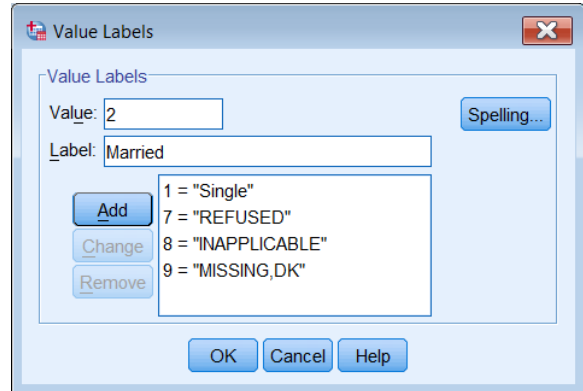 Value Labels
Value Labels
Value: 2
Spelling...
Label: Married
Add
Change
Remove
1 = "Single"
7 = "REFUSED"
8 = "INAPPLICABLE"
9 = "MISSING,DK"
OK Cancel Help